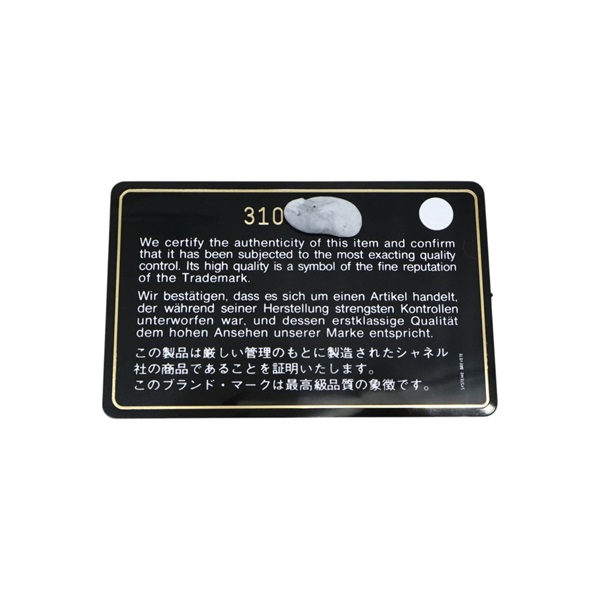 310
We certify the authenticity of this item and confirm
that it has been subjected to the most exacting quality
control. Its high quality is a symbol of the fine reputation
of the Trademark.
Wir bestätigen, dass es sich um einen Artikel handelt,
der während seiner Herstellung strengsten Kontrollen
unterworfen war, und dessen erstklassige Qualität
dem hohen Ansehen unserer Marke entspricht.
この製品は厳しい管理のもとに製造されたシャネル
社の商品であることを証明いたします。
このブランド・マークは最高級品質の象徴です。